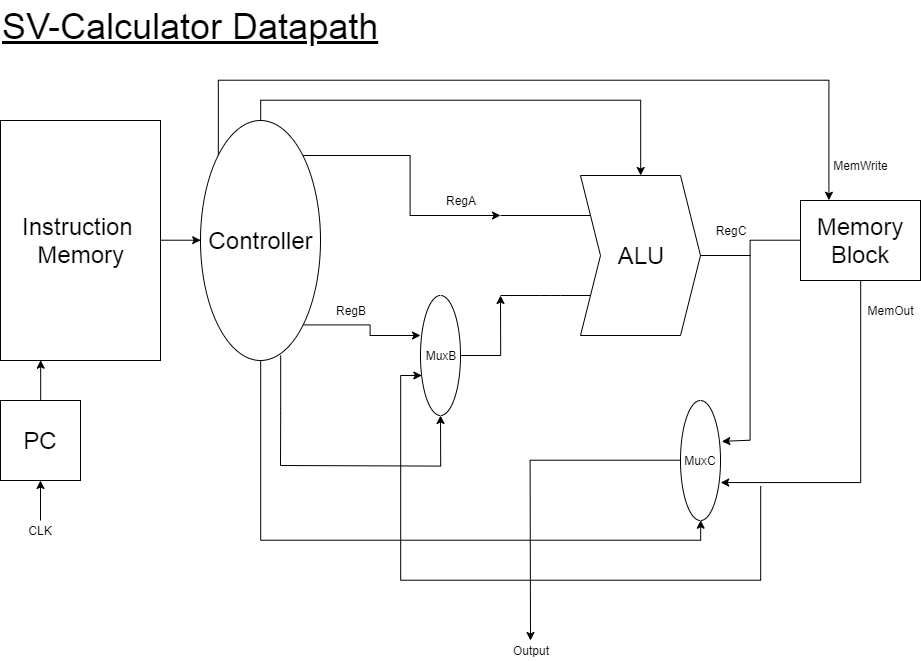 SV-Calculator Datapath
MemWrite
RegA
Instruction
Memory
Controller
ALU
RegC
Memory
Block
RegB
MemOut
MuxB
PC
MuxC
CLK
Output